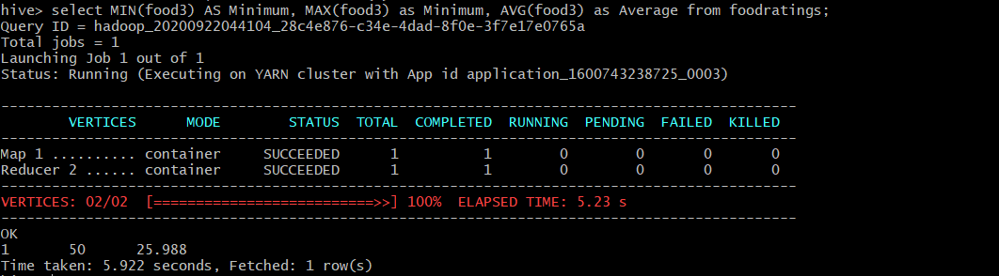 hive> select MIN(food3) AS Minimum, MAX(food3) as Minimum, AVG(food3) as Average from foodratings;
Query ID = hadoop_20200922044104_28c4e876-c34e-4dad-8f0e-3f7e17e0765a
Total jobs = 1
Launching Job 1 out of 1
Status: Running (Executing on YARN cluster with App id application_1600743238725_0003)
----------------------------------------------------------------------------------------------
VERTICES MODE STATUS TOTAL COMPLETED RUNNING PENDING FAILED KILLED
----------------------------------------------------------------------------------------------
Map 1 .......... container SUCCEEDED 1 1 0 0 0 0
Reducer 2 ...... container SUCCEEDED 1 1 0 0 0 0
----------------------------------------------------------------------------------------------
VERTICES: 02/02 [==========================>>] 100% ELAPSED TIME: 5.23 s
----------------------------------------------------------------------------------------------
OK
1 50 25.988
Time taken: 5.922 seconds, Fetched: 1 row(s)